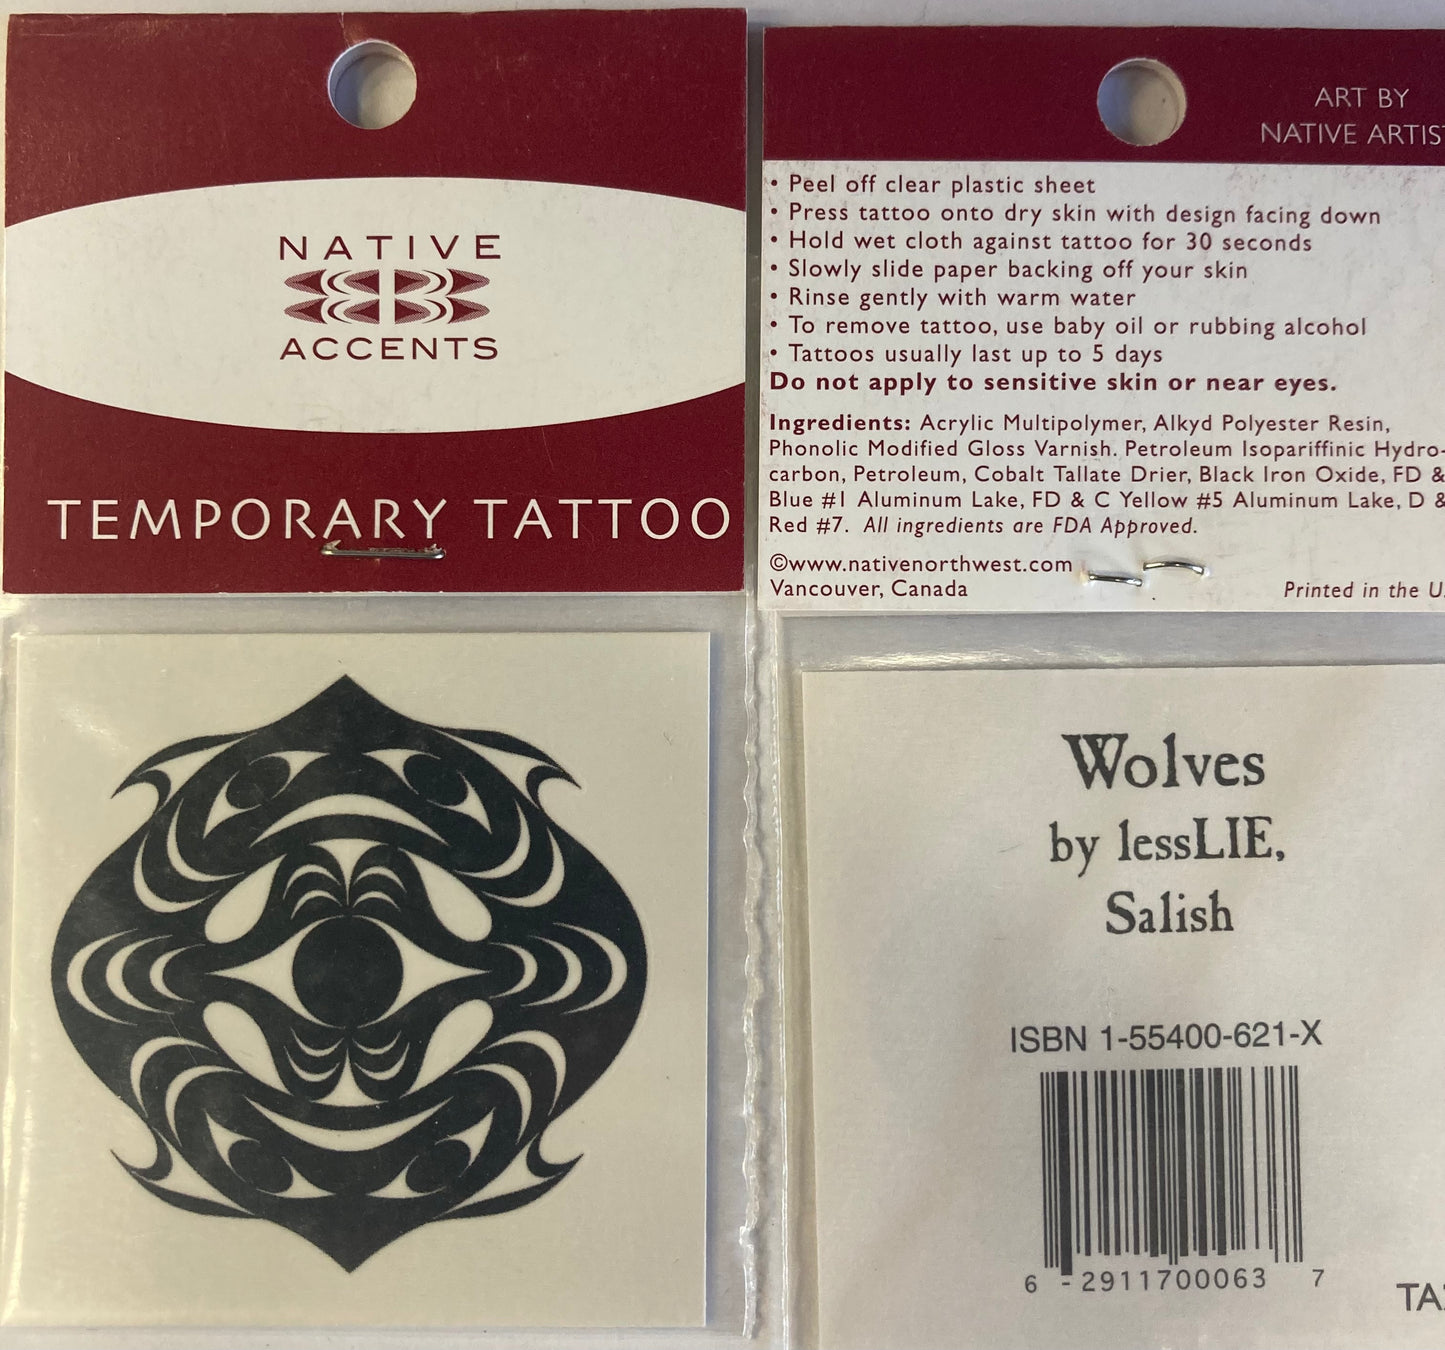 NATIVE
ACCENTS
TEMPORARY TATTOO
ART BY
NATIVE
• Peel off clear plastic sheet
• Press tattoo onto dry skin with design facing down
• Hold wet cloth against tattoo for 30 seconds
• Slowly slide paper backing off your skin
• Rinse gently with warm water
• To remove tattoo, use baby oil or rubbing alcohol
• Tattoos usually last up to 5 days
Do not apply to sensitive skin or near eyes.
Ingredients: Acrylic Multipolymer, Alkyd Polyester Resin,
Phonolic Modified Gloss Varnish. Petroleum Isopariffinic Hydro-
carbon, Petroleum, Cobalt Tallate Drier, Black Iron Oxide, FD &
Blue #1 Aluminum Lake, FD & C Yellow #5 Aluminum Lake, D &
Red #7. All ingredients are FDA Approved.
©www.nativenorthwest.com
Vancouver, Canada
Printed in the
Wolves
by lessLIE,
Salish
ISBN 1-55400-621-X
6 - 2911700063 7